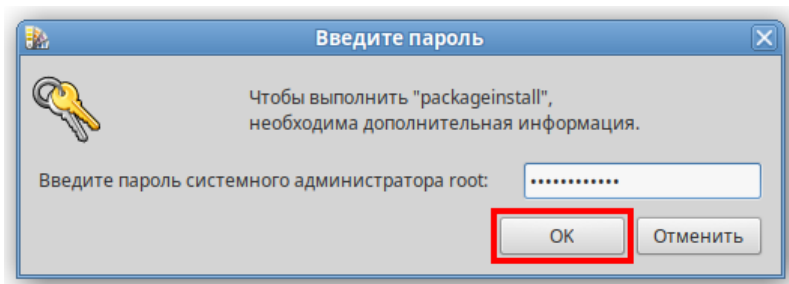 Введите пароль
Чтобы выполнить "packageinstall",
необходима дополнительная информация.
Введите пароль системного администратора root: ••••••••••••
OK Отменить